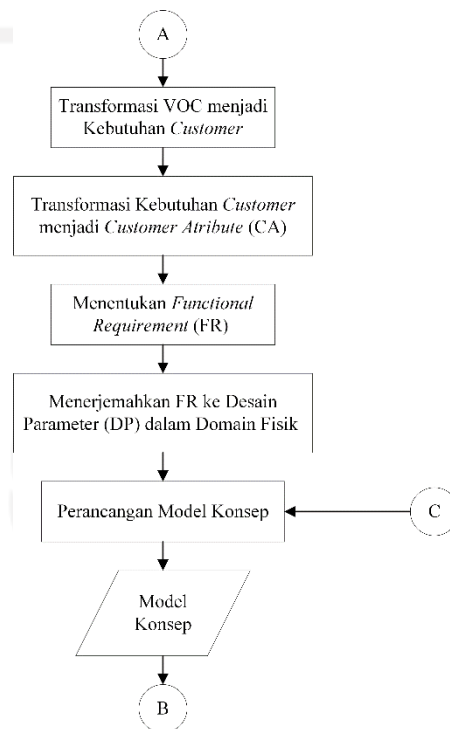 A
Transformasi VOC menjadi
Kebutuhan Customer
Transformasi Kebutuhan Customer
menjadi Customer Atribute (CA)
Menentukan Functional
Requirement (FR)
Menerjemahkan FR ke Desain
Parameter (DP) dalam Domain Fisik
Perancangan Model Konsep
C
Model
Konsep
B